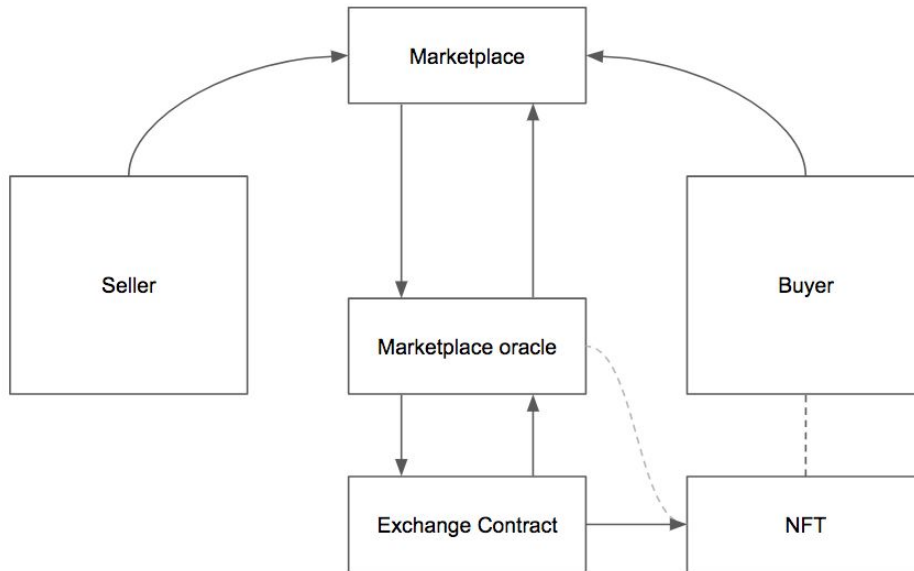 Marketplace
Seller
Buyer
Marketplace oracle
Exchange Contract
NFT